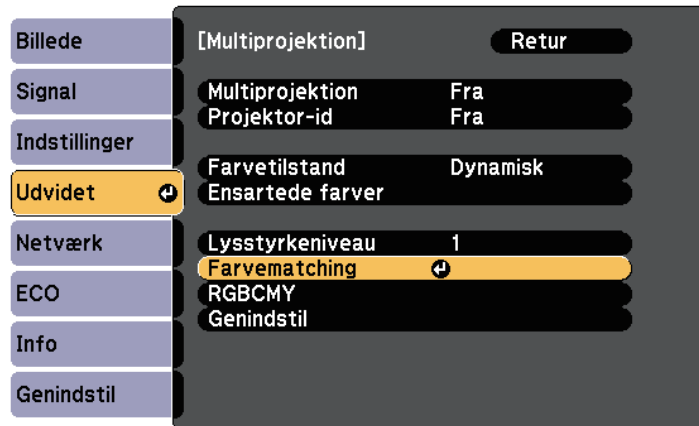 Billede
Signal
Indstillinger
Udvidet
Netværk
ECO
Info
Genindstil
[Multiprojektion] Retur
Multiprojektion Fra
Projektor-id Fra
Farvetilstand Dynamisk
Ensartede farver
Lysstyrkeniveau 1
Farvematching
RGBCMY
Genindstil